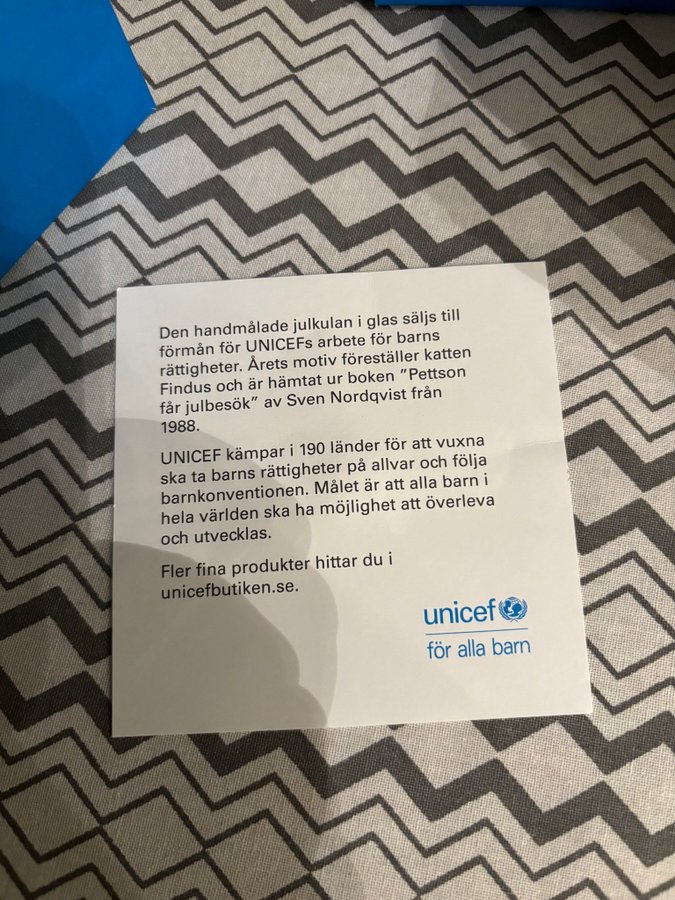 Den handmålade julkulan i glas säljs till
förmån för UNICEFs arbete för barns
rättigheter. Årets motiv föreställer katten
Findus och är hämtat ur boken ”Pettson
får julbesök” av Sven Nordqvist från
1988.
UNICEF kämpar i 190 länder för att vuxna
ska ta barns rättigheter på allvar och följa
barnkonventionen. Målet är att alla barn i
hela världen ska ha möjlighet att överleva
och utvecklas.
Fler fina produkter hittar du i
unicefbutiken.se.
unicef
för alla barn